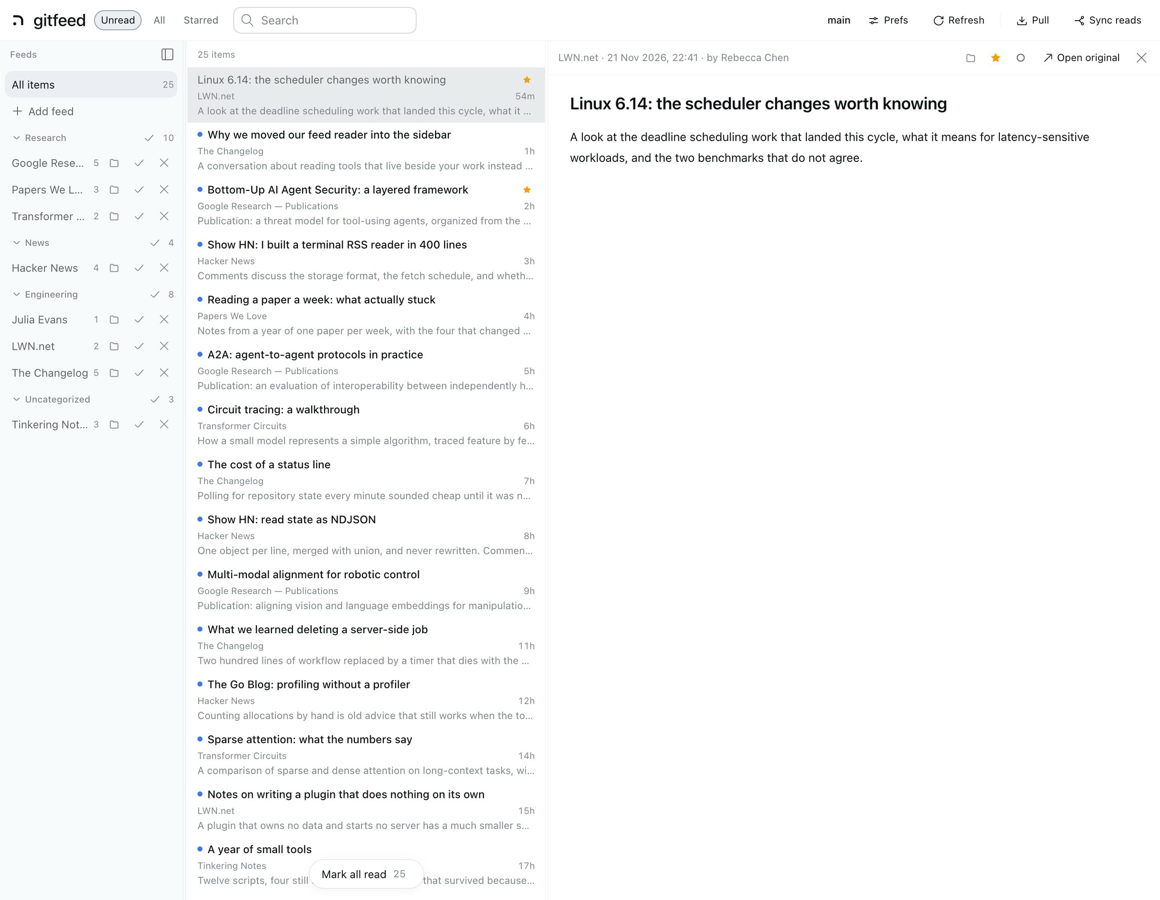 gitfeed
Unread
All
Starred
Search
main
Prefs
Refresh
Pull
Sync reads
Feeds
All items 25
Add feed
Research 10
Google Rese... 5
Papers We L... 3
Transformer ... 2
News 4
Hacker News 4
Engineering 8
Julia Evans 1
LWN.net 2
The Changelog 5
Uncategorized 3
Tinkering Not... 3
25 items
Linux 6.14: the scheduler changes worth knowing
LWN.net 54m
A look at the deadline scheduling work that landed this cycle, what it ...
Why we moved our feed reader into the sidebar
The Changelog 1h
A conversation about reading tools that live beside your work instead ...
Bottom-Up AI Agent Security: a layered framework
Google Research — Publications 2h
Publication: a threat model for tool-using agents, organized from the ...
Show HN: I built a terminal RSS reader in 400 lines
Hacker News 3h
Comments discuss the storage format, the fetch schedule, and wheth...
Reading a paper a week: what actually stuck
Papers We Love 4h
Notes from a year of one paper per week, with the four that changed ...
A2A: agent-to-agent protocols in practice
Google Research — Publications 5h
Publication: an evaluation of interoperability between independently h...
Circuit tracing: a walkthrough
Transformer Circuits 6h
How a small model represents a simple algorithm, traced feature by fe...
The cost of a status line
The Changelog 7h
Polling for repository state every minute sounded cheap until it was n...
Show HN: read state as NDJSON
Hacker News 8h
One object per line, merged with union, and never rewritten. Commen...
Multi-modal alignment for robotic control
Google Research — Publications 9h
Publication: aligning vision and language embeddings for manipulatio...
What we learned deleting a server-side job
The Changelog 11h
Two hundred lines of workflow replaced by a timer that dies with the ...
The Go Blog: profiling without a profiler
Hacker News 12h
Counting allocations by hand is old advice that still works when the to...
Sparse attention: what the numbers say
Transformer Circuits 14h
A comparison of sparse and dense attention on long-context tasks, wi...
Notes on writing a plugin that does nothing on its own
LWN.net 15h
A plugin that owns no data and starts no server has a much smaller s...
A year of small tools
Tinkering Notes 17h
Twelve scripts, four still that survived because...
Mark all read 25
LWN.net · 21 Nov 2026, 22:41 · by Rebecca Chen
Open original
Linux 6.14: the scheduler changes worth knowing
A look at the deadline scheduling work that landed this cycle, what it means for latency-sensitive
workloads, and the two benchmarks that do not agree.